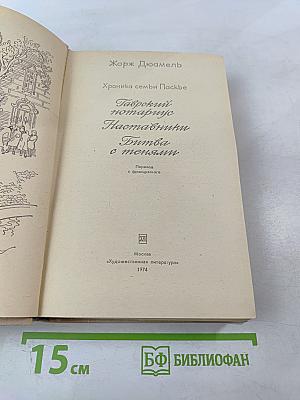 Жорж Дюамель
Хроника семьи Паскье
Гаврский
нотариус
Наставники
Битва
с тенями
Перевод
с французского
Москва
«Художественная литература»
1974
15 см
БФ БИБЛИОФАН